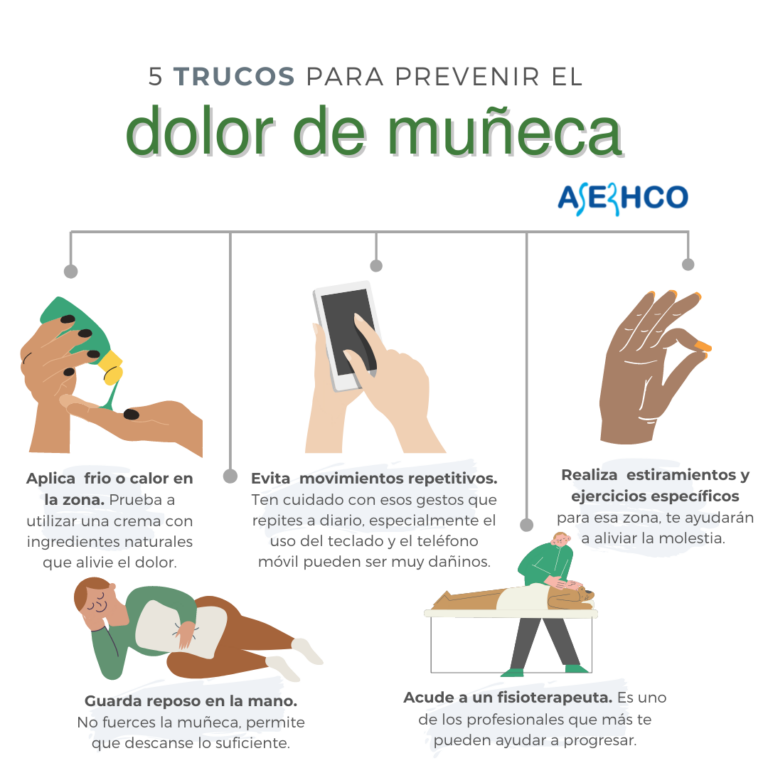 5 TRUCOS PARA PREVENIR EL
dolor de muñeca
ASERHCO
Aplica frio o calor en
la zona. Prueba a
utilizar una crema con
ingredientes naturales
que alivie el dolor.
Evita movimientos repetitivos.
Ten cuidado con esos gestos que
repites a diario, especialmente el
uso del teclado y el teléfono
móvil pueden ser muy dañinos.
Realiza estiramientos y
ejercicios específicos
para esa zona, te ayudarán
a aliviar la molestia.
Guarda reposo en la mano.
No fuerces la muñeca, permite
que descanse lo suficiente.
Acude a un fisioterapeuta. Es uno
de los profesionales que más te
pueden ayudar a progresar.